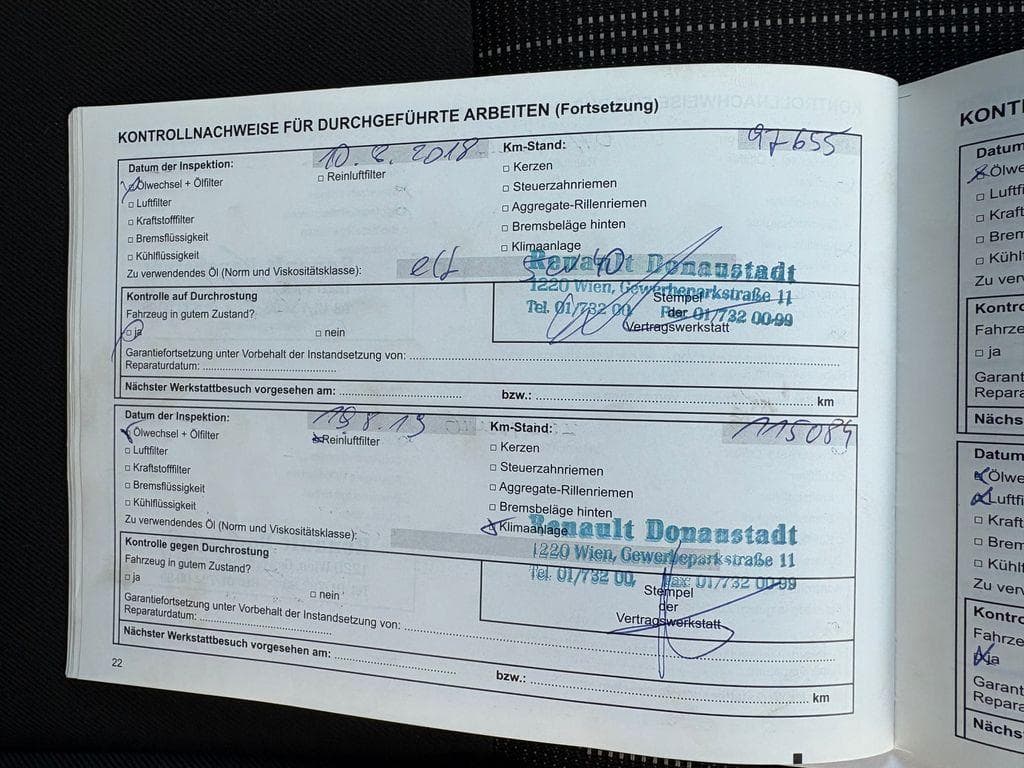 KONTROLLNACHWEISE FÜR DURCHGEFÜHRTE ARBEITEN (Fortsetzung)
Datum der Inspektion: 10. 8. 2018 Km-Stand: 97655
Ölwechsel + Ölfilter □ Reinluftfilter □ Kerzen
□ Luftfilter □ Steuerzahnriemen
□ Kraftstofffilter □ Aggregate-Rillenriemen
□ Bremsflüssigkeit □ Bremsbeläge hinten
□ Kühlflüssigkeit □ Klimaanlage
Zu verwendendes Öl (Norm und Viskositätsklasse): elf 5W40
Renault Donaustadt
1220 Wien, Gewerbeparkstraße 11
Tel. 01/732 00 Fax 01/732 00-99
Stempel
der
Vertragswerkstatt
Kontrolle auf Durchrostung
Fahrzeug in gutem Zustand?
□ ja □ nein
Garantiefortsetzung unter Vorbehalt der Instandsetzung von:
Reparaturdatum:
Nächster Werkstattbesuch vorgesehen am: bzw.: km
Datum der Inspektion: 19.8.19 Km-Stand: 115084
Ölwechsel + Ölfilter Reinluftfilter □ Kerzen
□ Luftfilter □ Steuerzahnriemen
□ Kraftstofffilter □ Aggregate-Rillenriemen
□ Bremsflüssigkeit □ Bremsbeläge hinten
□ Kühlflüssigkeit Klimaanlage
Zu verwendendes Öl (Norm und Viskositätsklasse):
Renault Donaustadt
1220 Wien, Gewerbeparkstraße 11
Tel. 01/732 00, Fax: 01/732 00-99
Stempel
der
Vertragswerkstatt
Kontrolle gegen Durchrostung
Fahrzeug in gutem Zustand?
□ ja □ nein
Garantiefortsetzung unter Vorbehalt der Instandsetzung von:
Reparaturdatum:
Nächster Werkstattbesuch vorgesehen am: bzw.: km
22
KONT
Datum
Ölwe
□ Luftfi
□ Kraft
□ Brem
□ Kühl
Zu ver
Kontro
Fahrze
□ ja
Garant
Repara
Nächs
Datum
Ölwe
Luftfi
□ Kraft
□ Brem
□ Kühl
Zu ver
Kontro
Fahrze
ja
Garant
Repara
Nächs